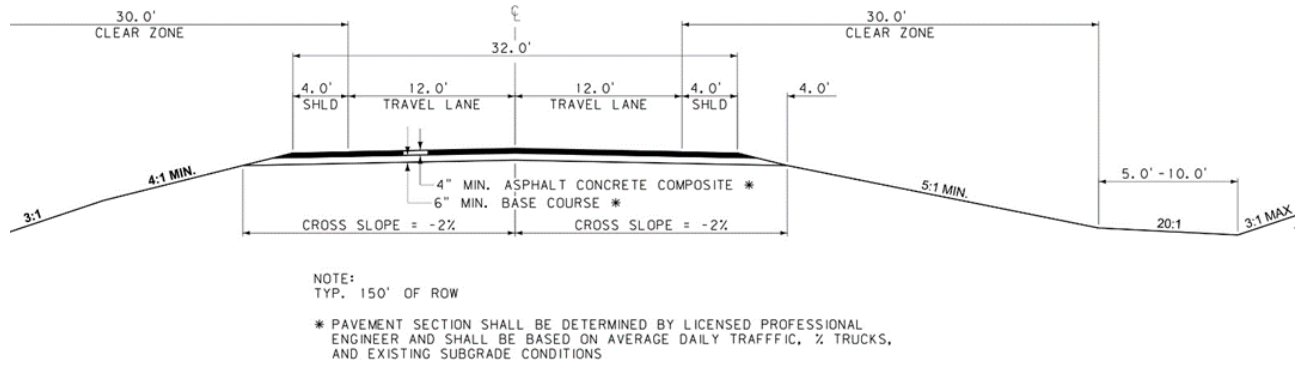 30.0'
CLEAR ZONE
℄
30.0'
CLEAR ZONE
32.0'
4.0'
SHLD
12.0'
TRAVEL LANE
12.0'
TRAVEL LANE
4.0'
SHLD
4.0'
3:1
4:1 MIN.
4" MIN. ASPHALT CONCRETE COMPOSITE *
6" MIN. BASE COURSE *
CROSS SLOPE = -2%
CROSS SLOPE = -2%
5:1 MIN.
5.0'-10.0'
20:1
3:1 MAX
NOTE:
TYP. 150' OF ROW
* PAVEMENT SECTION SHALL BE DETERMINED BY LICENSED PROFESSIONAL
ENGINEER AND SHALL BE BASED ON AVERAGE DAILY TRAFFFIC, % TRUCKS,
AND EXISTING SUBGRADE CONDITIONS